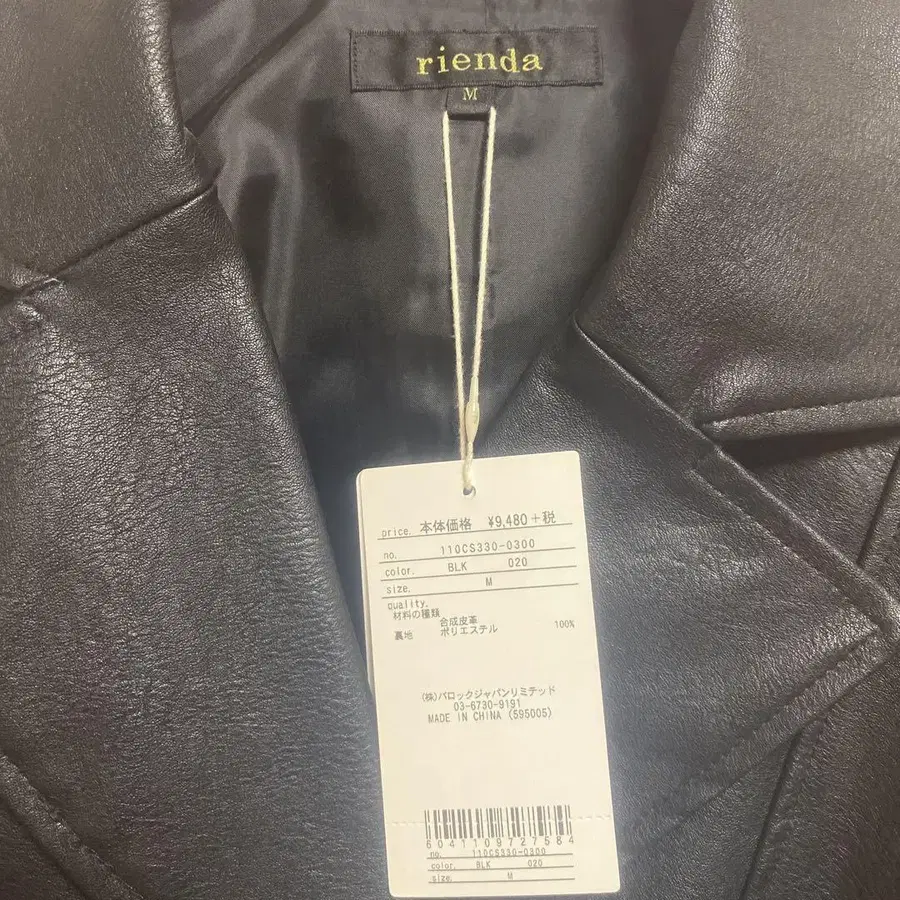 rienda
M
price. 本体価格 ¥9,480+税
no. 110CS330-0300
color. BLK 020
size. M
quality.
材料の種類
合成皮革
裏地 ポリエステル 100%
(株)バロックジャパンリミテッド
03-6730-9191
MADE IN CHINA (595005)
6041109727584
no. 110CS330-0300
color. BLK 020
size. M